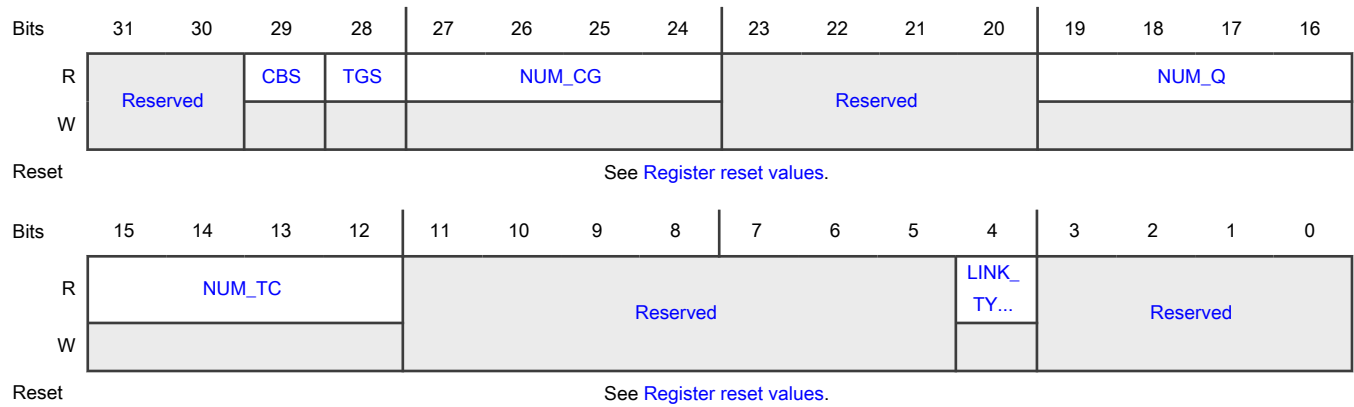 Bits 31 30 29 28 27 26 25 24 23 22 21 20 19 18 17 16
R Reserved CBS TGS NUM_CG Reserved NUM_Q
W
Reset See Register reset values.
Bits 15 14 13 12 11 10 9 8 7 6 5 4 3 2 1 0
R NUM_TC Reserved LINK_
TY... Reserved
W
Reset See Register reset values.